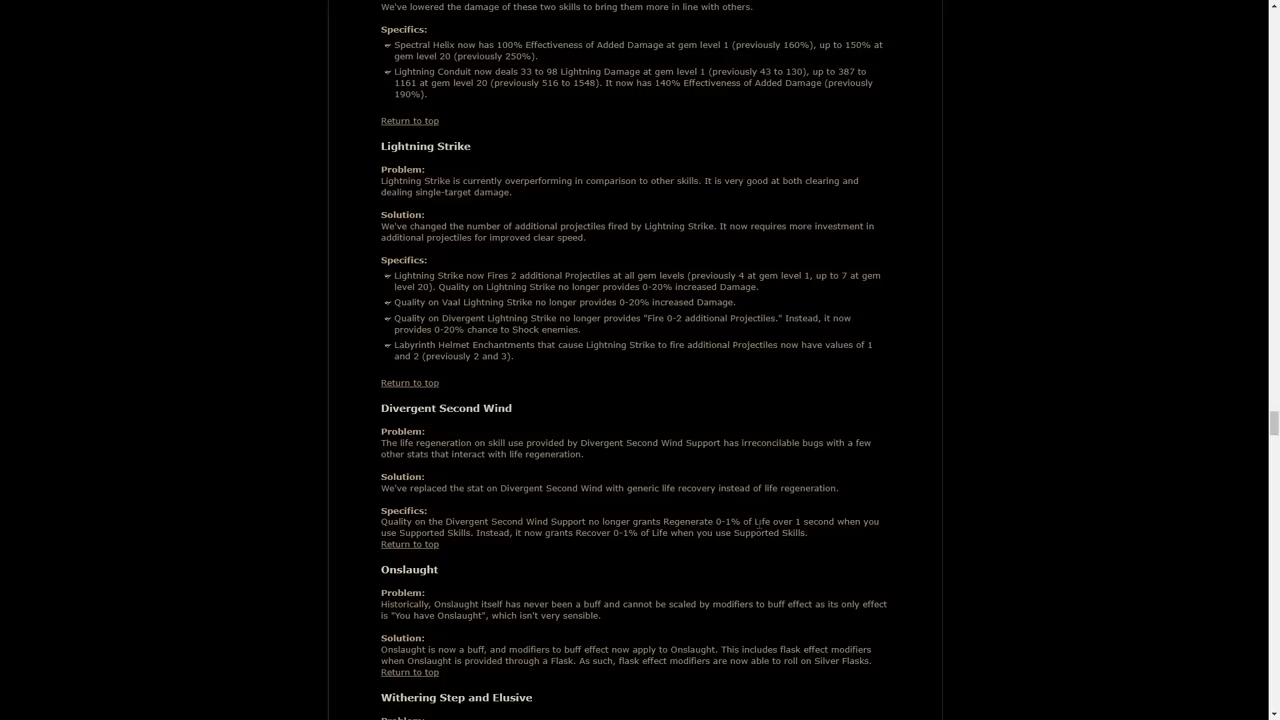 We've lowered the damage of these two skills to bring them more in line with others.
Specifics:
Spectral Helix now has 100% Effectiveness of Added Damage at gem level 1 (previously 160%), up to 150% at
gem level 20 (previously 250%).
Lightning Conduit now deals 33 to 98 Lightning Damage at gem level 1 (previously 43 to 130), up to 387 to
1161 at gem level 20 (previously 516 to 1548). It now has 140% Effectiveness of Added Damage (previously
190%).
Return to top
Lightning Strike
Problem:
Lightning Strike is currently overperforming in comparison to other skills. It is very good at both clearing and
dealing single-target damage.
Solution:
We've changed the number of additional projectiles fired by Lightning Strike. It now requires more investment in
additional projectiles for improved clear speed.
Specifics:
Lightning Strike now Fires 2 additional Projectiles at all gem levels (previously 4 at gem level 1, up to 7 at gem
level 20). Quality on Lightning Strike no longer provides 0-20% increased Damage.
Quality on Vaal Lightning Strike no longer provides 0-20% increased Damage.
Quality on Divergent Lightning Strike no longer provides "Fire 0-2 additional Projectiles." Instead, it now
provides 0-20% chance to Shock enemies.
Labyrinth Helmet Enchantments that cause Lightning Strike to fire additional Projectiles now have values of 1
and 2 (previously 2 and 3).
Return to top
Divergent Second Wind
Problem:
The life regeneration on skill use provided by Divergent Second Wind Support has irreconcilable bugs with a few
other stats that interact with life regeneration.
Solution:
We've replaced the stat on Divergent Second Wind with generic life recovery instead of life regeneration.
Specifics:
Quality on the Divergent Second Wind Support no longer grants Regenerate 0-1% of Life over 1 second when you
use Supported Skills. Instead, it now grants Recover 0-1% of Life when you use Supported Skills.
Return to top
Onslaught
Problem:
Historically, Onslaught itself has never been a buff and cannot be scaled by modifiers to buff effect as its only effect
is "You have Onslaught", which isn't very sensible.
Solution:
Onslaught is now a buff, and modifiers to buff effect now apply to Onslaught. This includes flask effect modifiers
when Onslaught is provided through a Flask. As such, flask effect modifiers are now able to roll on Silver Flasks.
Return to top
Withering Step and Elusive
Problem: